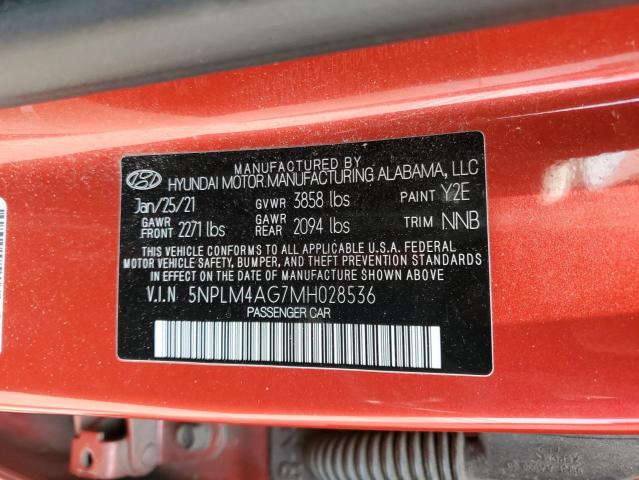 MANUFACTURED BY
HYUNDAI MOTOR MANUFACTURING ALABAMA, LLC
Jan/25/21 GVWR 3858 lbs PAINT Y2E
GAWR FRONT 2271 lbs GAWR REAR 2094 lbs TRIM NNB
THIS VEHICLE CONFORMS TO ALL APPLICABLE U.S.A. FEDERAL
MOTOR VEHICLE SAFETY, BUMPER, AND THEFT PREVENTION STANDARDS
IN EFFECT ON THE DATE OF MANUFACTURE SHOWN ABOVE.
V.I.N 5NPLM4AG7MH028536
PASSENGER CAR